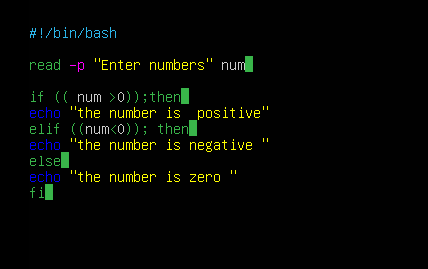 #!/bin/bash
read -p "Enter numbers" num
if (( num >0));then
echo "the number is  positive"
elif ((num<0)); then
echo "the number is negative "
else
echo "the number is zero "
fi